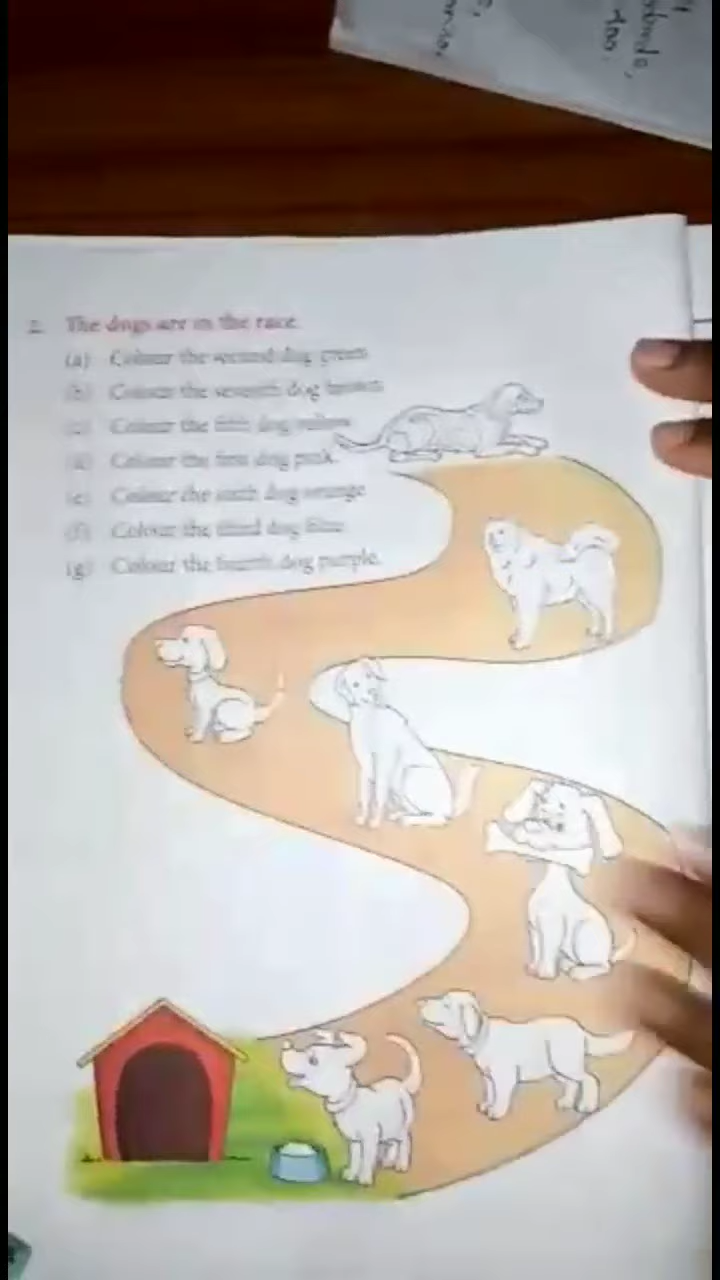 2. The dogs are in the race.
(a) Colour the second dog green
(b) Colour the seventh dog brown
(c) Colour the fifth dog yellow
(d) Colour the first dog pink
(e) Colour the sixth dog orange
(f) Colour the third dog blue
(g) Colour the fourth dog purple.